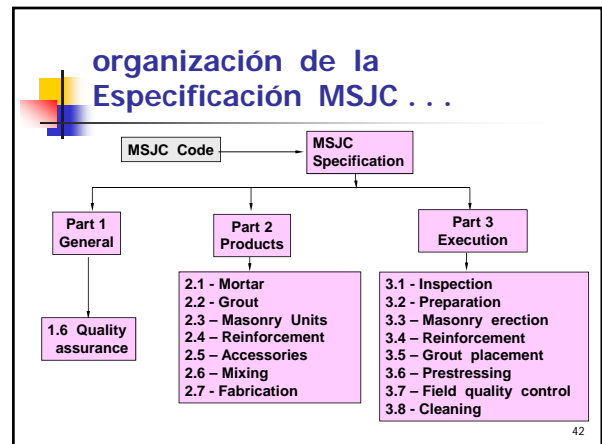 organización de la
Especificación MSJC . . .
MSJC Code
MSJC
Specification
Part 1
General
Part 2
Products
Part 3
Execution
1.6 Quality
assurance
2.1 - Mortar
2.2 - Grout
2.3 – Masonry Units
2.4 – Reinforcement
2.5 – Accessories
2.6 – Mixing
2.7 – Fabrication
3.1 - Inspection
3.2 - Preparation
3.3 – Masonry erection
3.4 – Reinforcement
3.5 – Grout placement
3.6 – Prestressing
3.7 – Field quality control
3.8 – Cleaning
42